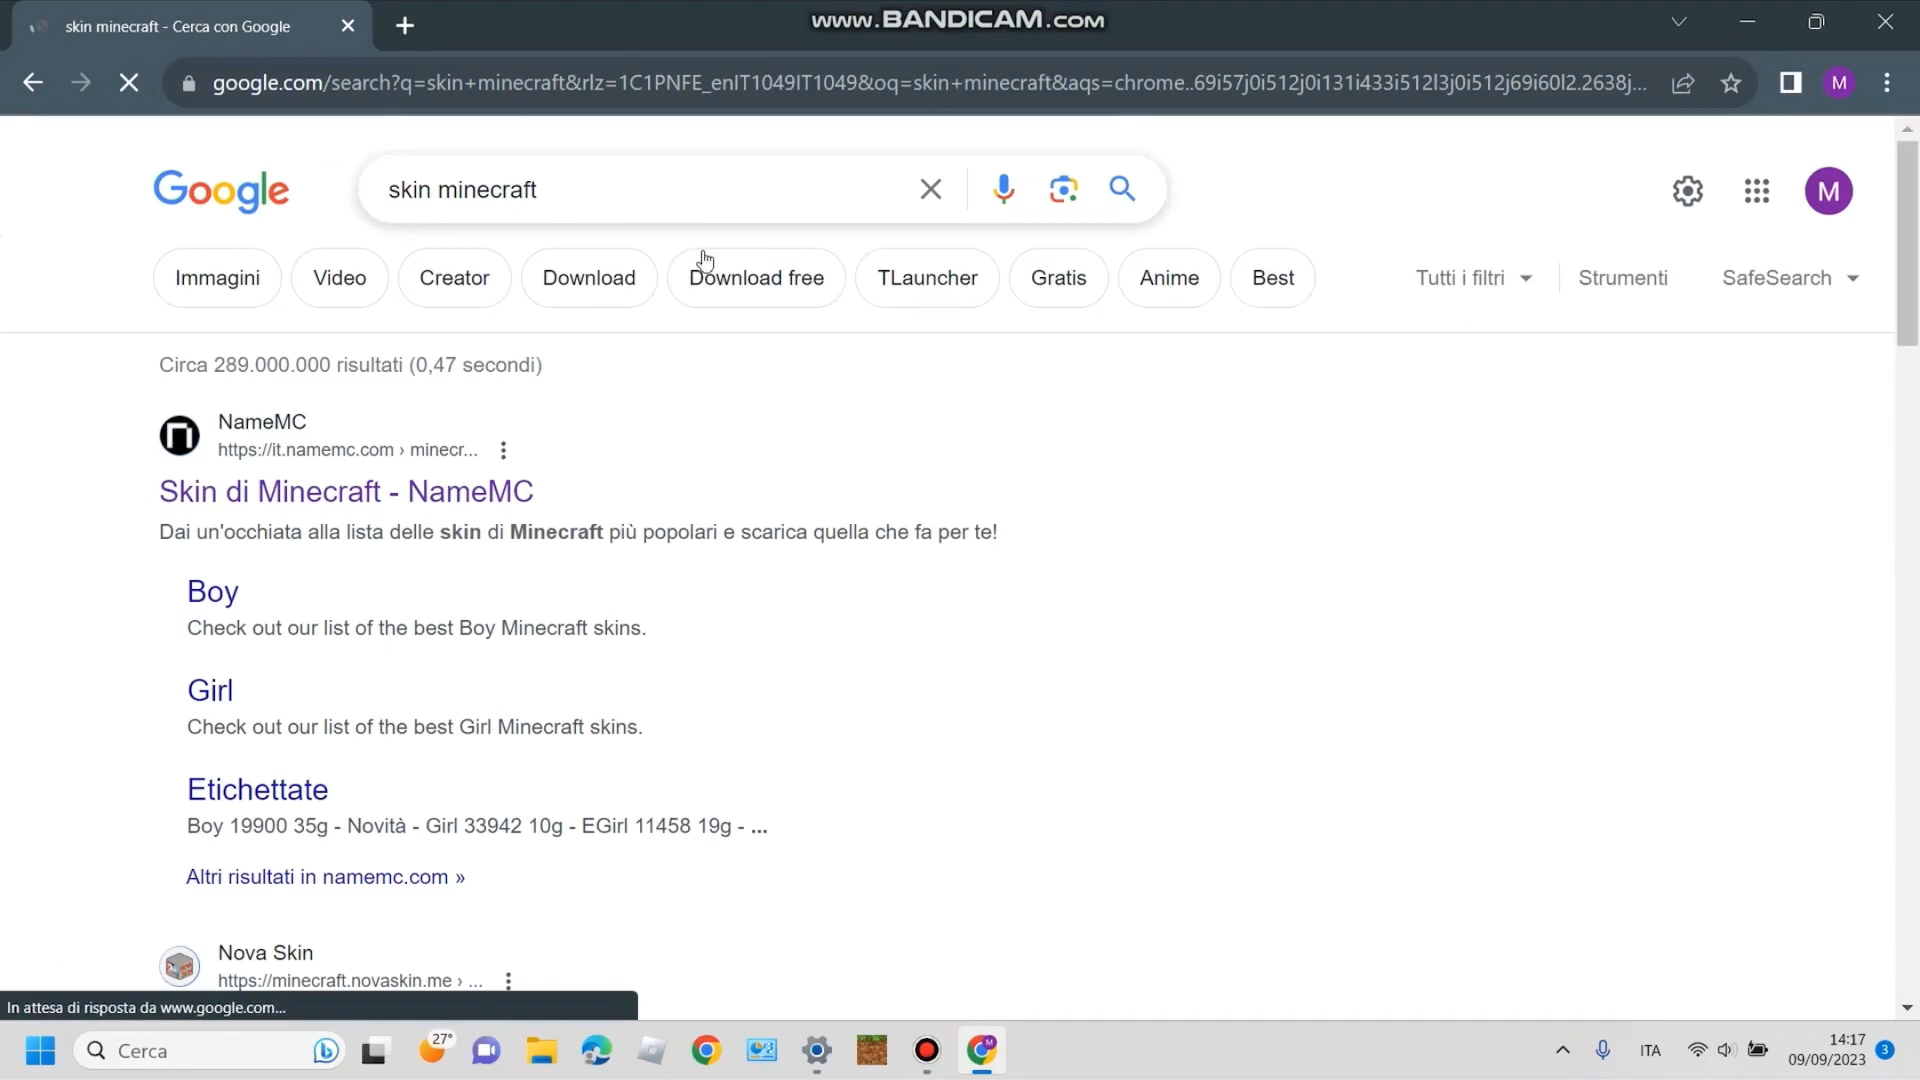 skin minecraft - Cerca con Google
www.BANDICAM.com
google.com/search?q=skin+minecraft&rlz=1C1PNFE_enIT1049IT1049&oq=skin+minecraft&aqs=chrome..69i57j0i512j0i131i433i512l3j0i512j69i60l2.2638j...
M
Google
skin minecraft
M
Immagini
Video
Creator
Download
Download free
TLauncher
Gratis
Anime
Best
Tutti i filtri
Strumenti
SafeSearch
Circa 289.000.000 risultati (0,47 secondi)
NameMC
https://it.namemc.com › minecr...
Skin di Minecraft - NameMC
Dai un'occhiata alla lista delle skin di Minecraft più popolari e scarica quella che fa per te!
Boy
Check out our list of the best Boy Minecraft skins.
Girl
Check out our list of the best Girl Minecraft skins.
Etichettate
Boy 19900 35g - Novità - Girl 33942 10g - EGirl 11458 19g - ...
Altri risultati in namemc.com »
Nova Skin
https://minecraft.novaskin.me › ...
In attesa di risposta da www.google.com...
Cerca
27°
M
ITA
14:17
09/09/2023
3